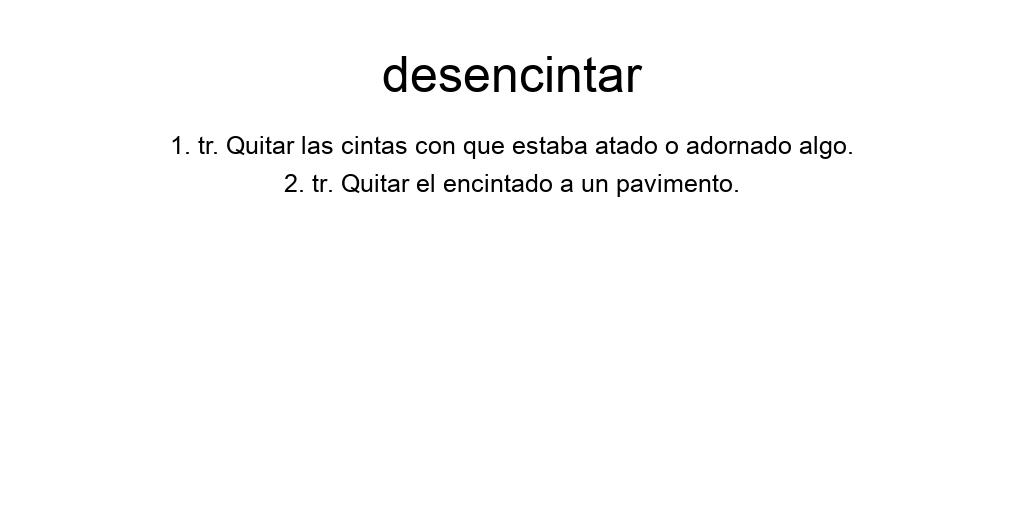 desencintar
1. tr. Quitar las cintas con que estaba atado o adornado algo.
2. tr. Quitar el encintado a un pavimento.